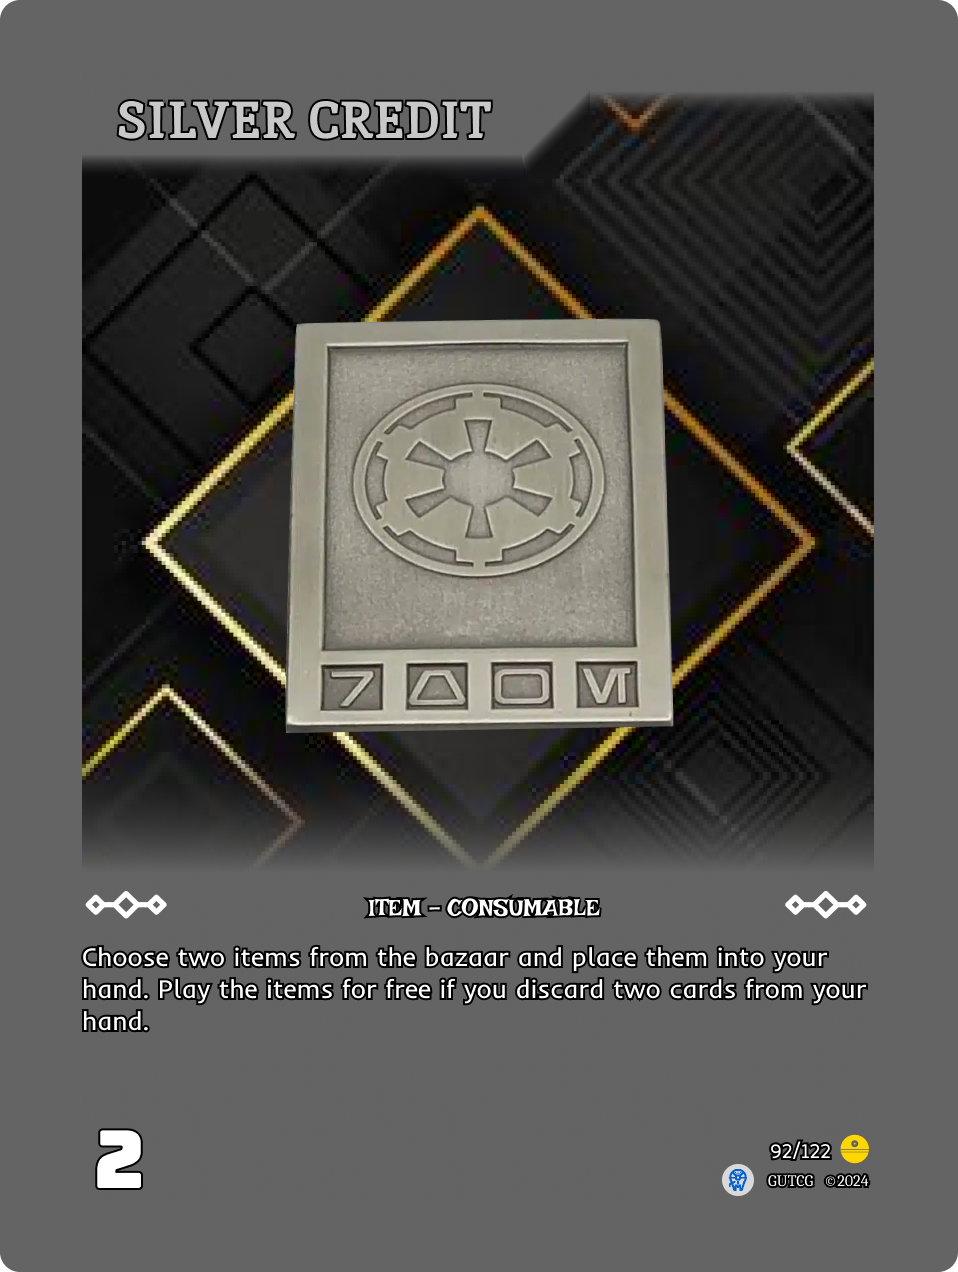 SILVER CREDIT
ITEM - CONSUMABLE
Choose two items from the bazaar and place them into your
hand. Play the items for free if you discard two cards from your
hand.
2
92/122
GUTCG ©2024